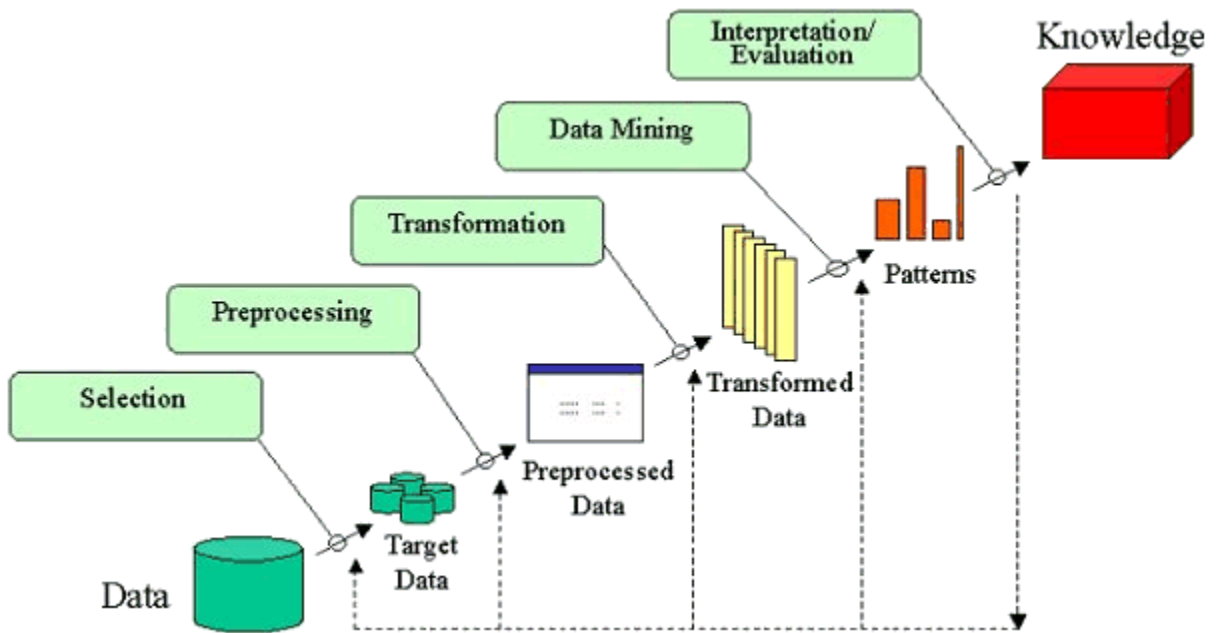 Interpretation/
Evaluation
Knowledge
Data Mining
Transformation
Patterns
Preprocessing
Transformed
Data
Selection
Preprocessed
Data
Target
Data
Data